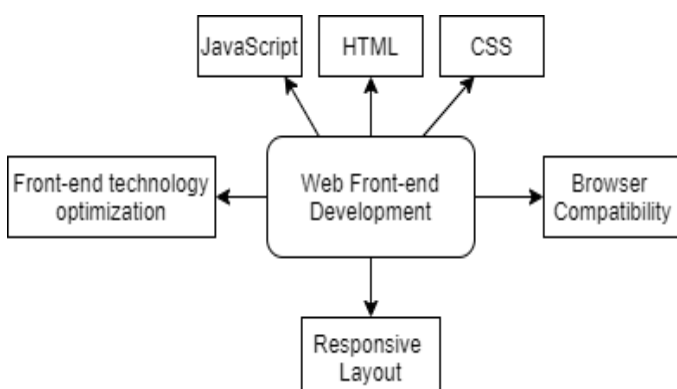 JavaScript
HTML
CSS
Front-end technology
optimization
Web Front-end
Development
Browser
Compatibility
Responsive
Layout